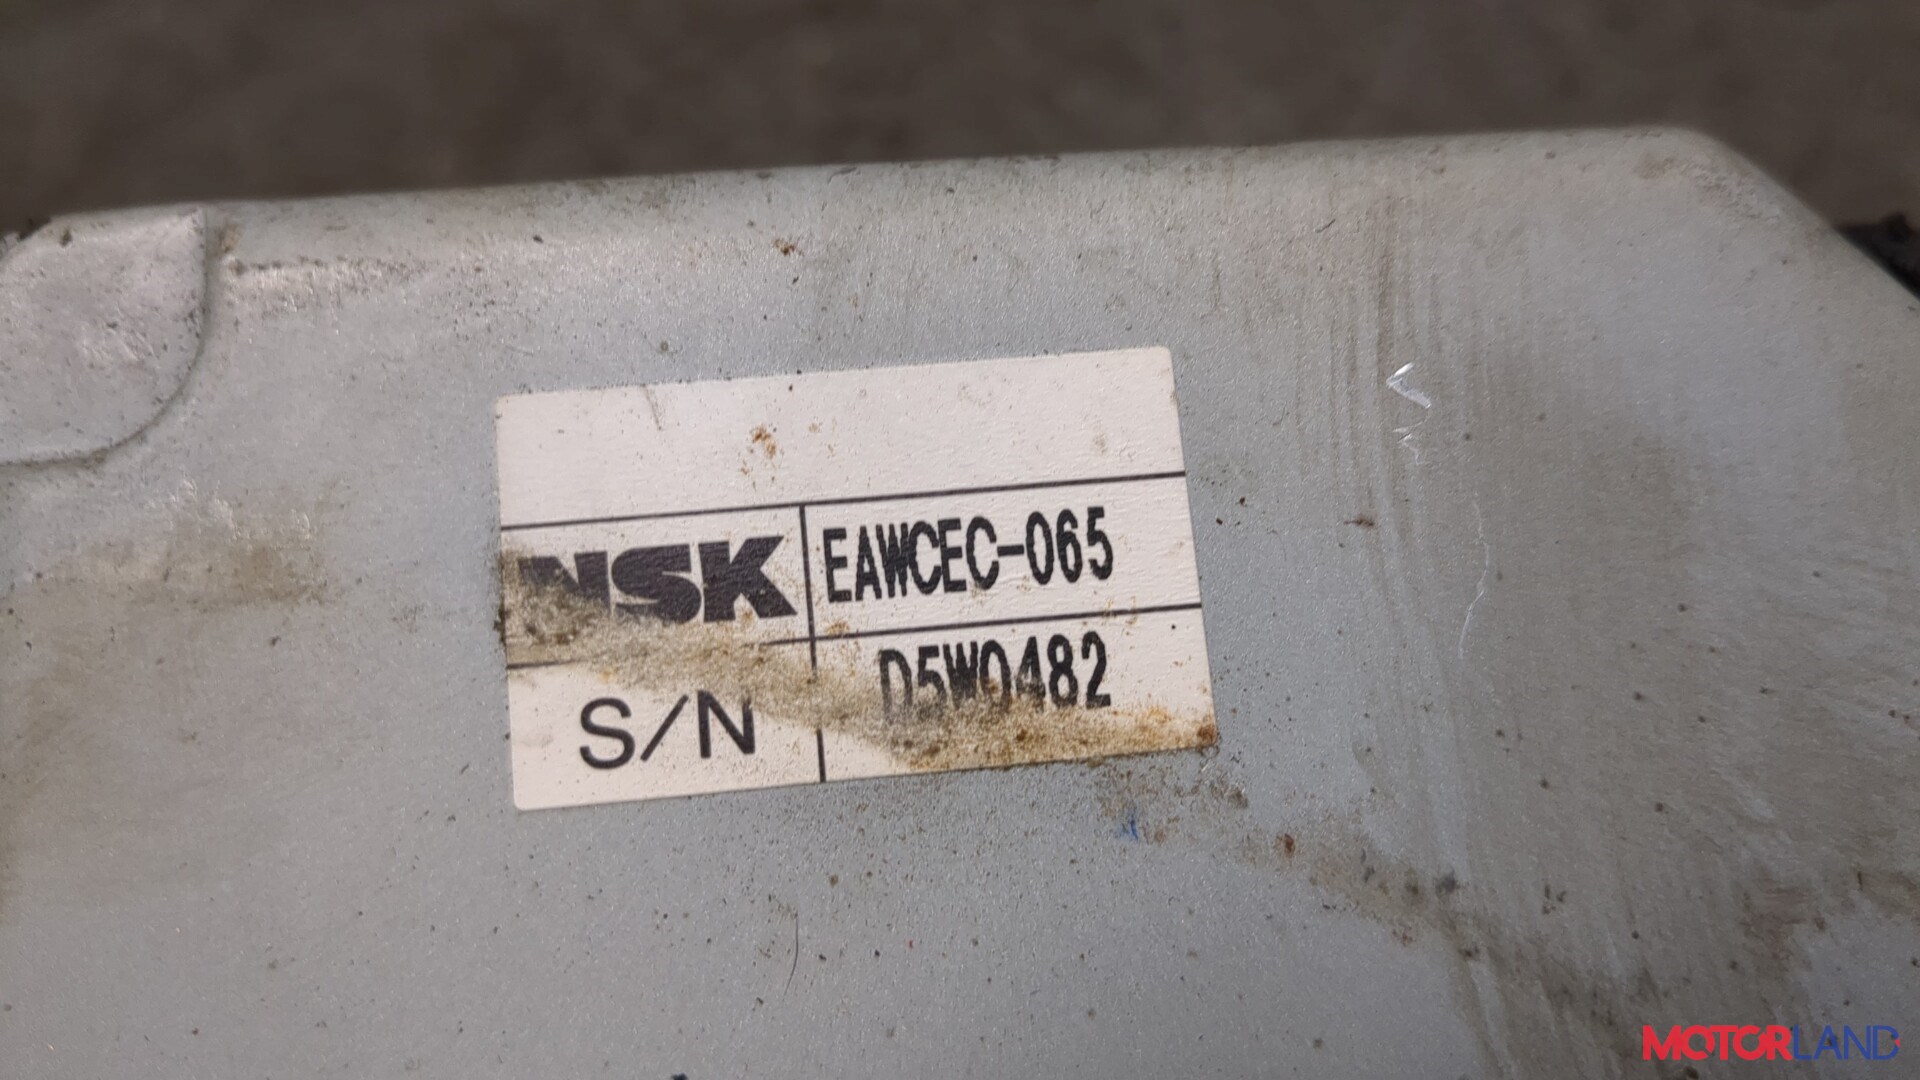 NSK EAWCEC-065
S/N D5W0482
MOTORLAND